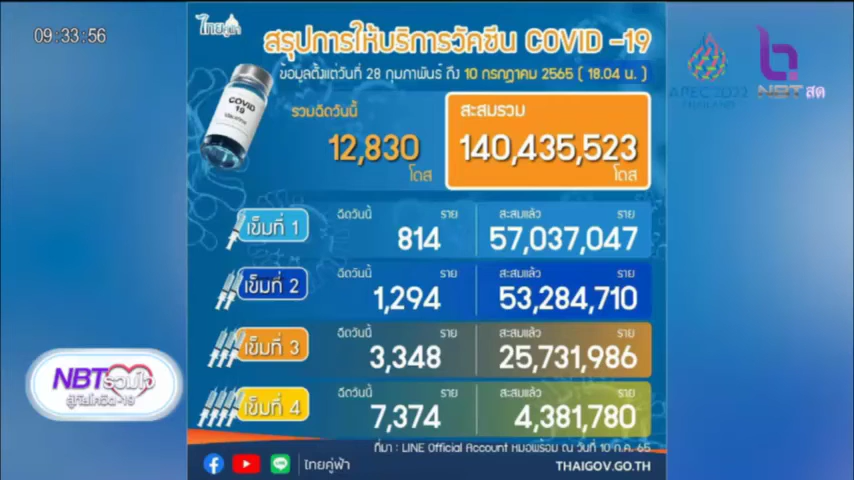 09:33:56
ไทยคู่ฟ้า
สรุปการให้บริการวัคซีน COVID -19
ข้อมูลตั้งแต่วันที่ 28 กุมภาพันธ์ ถึง 10 กรกฎาคม 2565 ( 18.04 น. )
APEC 2022
THAILAND
NBT สด
COVID
19
รวมฉีดวันนี้
12,830
โดส
สะสมรวม
140,435,523
โดส
เข็มที่ 1
ฉีดวันนี้ ราย สะสมแล้ว ราย
814 57,037,047
เข็มที่ 2
ฉีดวันนี้ ราย สะสมแล้ว ราย
1,294 53,284,710
เข็มที่ 3
ฉีดวันนี้ ราย สะสมแล้ว ราย
3,348 25,731,986
เข็มที่ 4
ฉีดวันนี้ ราย สะสมแล้ว ราย
7,374 4,381,780
NBTรวมใจ
สู้ภัยโควิด-19
ที่มา : LINE Official Account หมอพร้อม ณ วันที่ 10 ก.ค. 65
LINE
ไทยคู่ฟ้า
THAIGOV.GO.TH